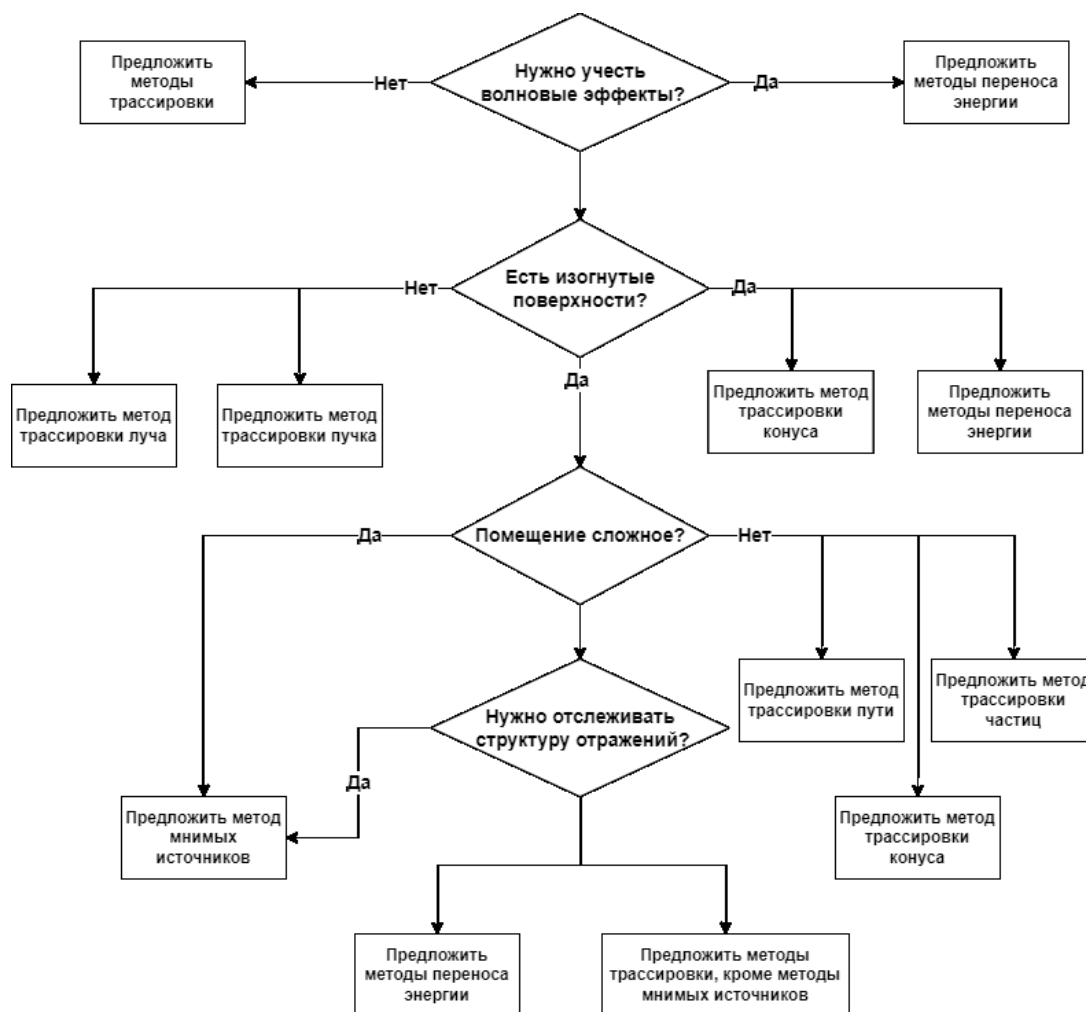 Предложить
методы
трассировки
Нет
Нужно учесть
волновые эффекты?
Да
Предложить
методы переноса
энергии
Есть изогнутые
поверхности?
Нет
Да
Да
Предложить метод
трассировки луча
Предложить метод
трассировки пучка
Предложить метод
трассировки
конуса
Предложить
методы переноса
энергии
Да
Помещение сложное?
Нет
Предложить метод
трассировки пути
Предложить метод
трассировки
частиц
Нужно отслеживать
структуру отражений?
Да
Предложить метод
мнимых
источников
Предложить метод
трассировки
конуса
Предложить
методы переноса
энергии
Предложить методы
трассировки, кроме методы
мнимых источников